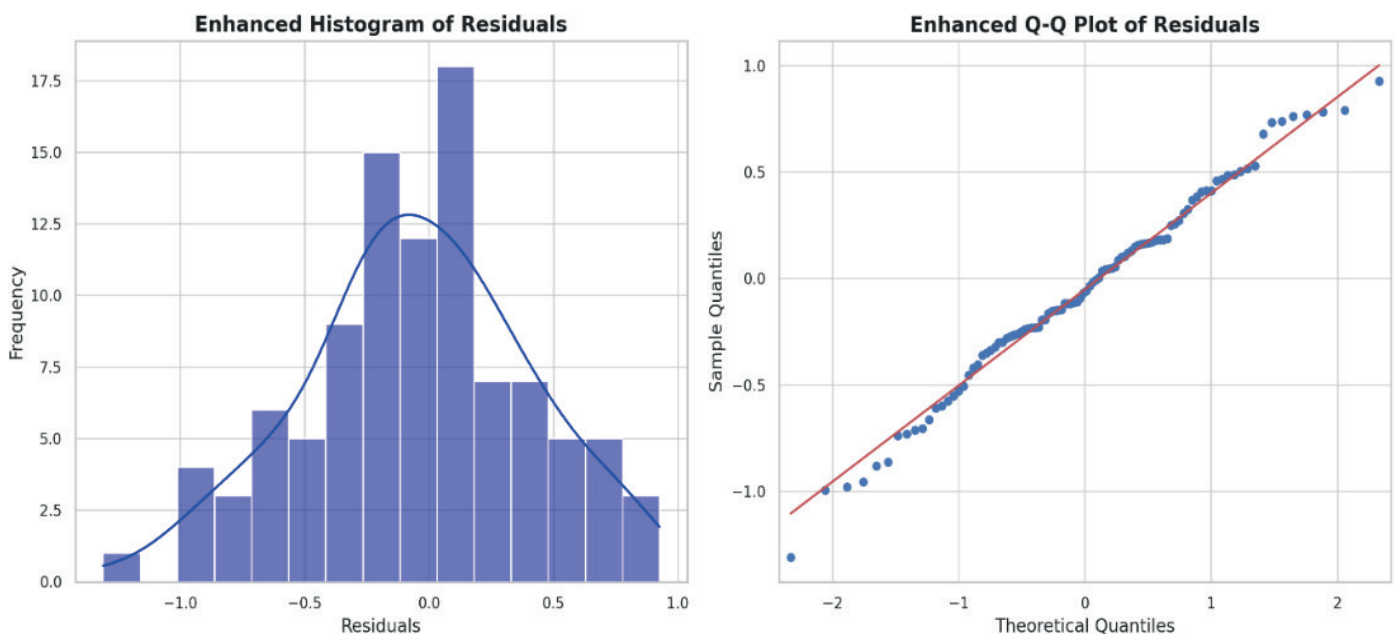 Enhanced Histogram of Residuals
17.5
15.0
12.5
10.0
7.5
5.0
2.5
0.0
Frequency
−1.0 −0.5 0.0 0.5 1.0
Residuals
Enhanced Q-Q Plot of Residuals
1.0
0.5
0.0
−0.5
−1.0
Sample Quantiles
−2 −1 0 1 2
Theoretical Quantiles